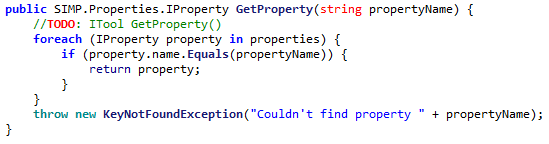 public SIMP.Properties.IProperty GetProperty(string propertyName) {
    //TODO: ITool GetProperty()
    foreach (IProperty property in properties) {
        if (property.name.Equals(propertyName)) {
            return property;
        }
    }
    throw new KeyNotFoundException("Couldn't find property " + propertyName);
}